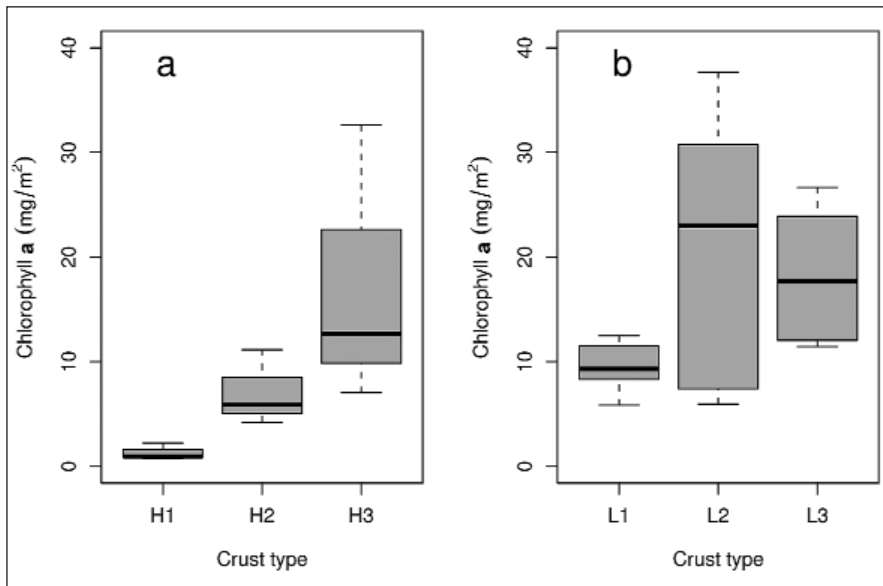 a
40
30
20
10
0
Chlorophyll a (mg/m²)
H1 H2 H3
Crust type
b
40
30
20
10
0
Chlorophyll a (mg/m²)
L1 L2 L3
Crust type